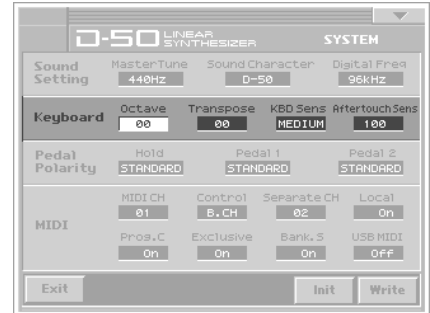 D-50 LINEAR SYNTHESIZER SYSTEM
Sound Setting
MasterTune Sound Character Digital Freq
440Hz D-50 96kHz
Keyboard
Octave Transpose KBD Sens Aftertouch Sens
00 00 MEDIUM 100
Pedal Polarity
Hold Pedal 1 Pedal 2
STANDARD STANDARD STANDARD
MIDI
MIDI CH Control Separate CH Local
01 B.CH 02 On
Prog.C Exclusive Bank.S USB MIDI
On On On Off
Exit Init Write